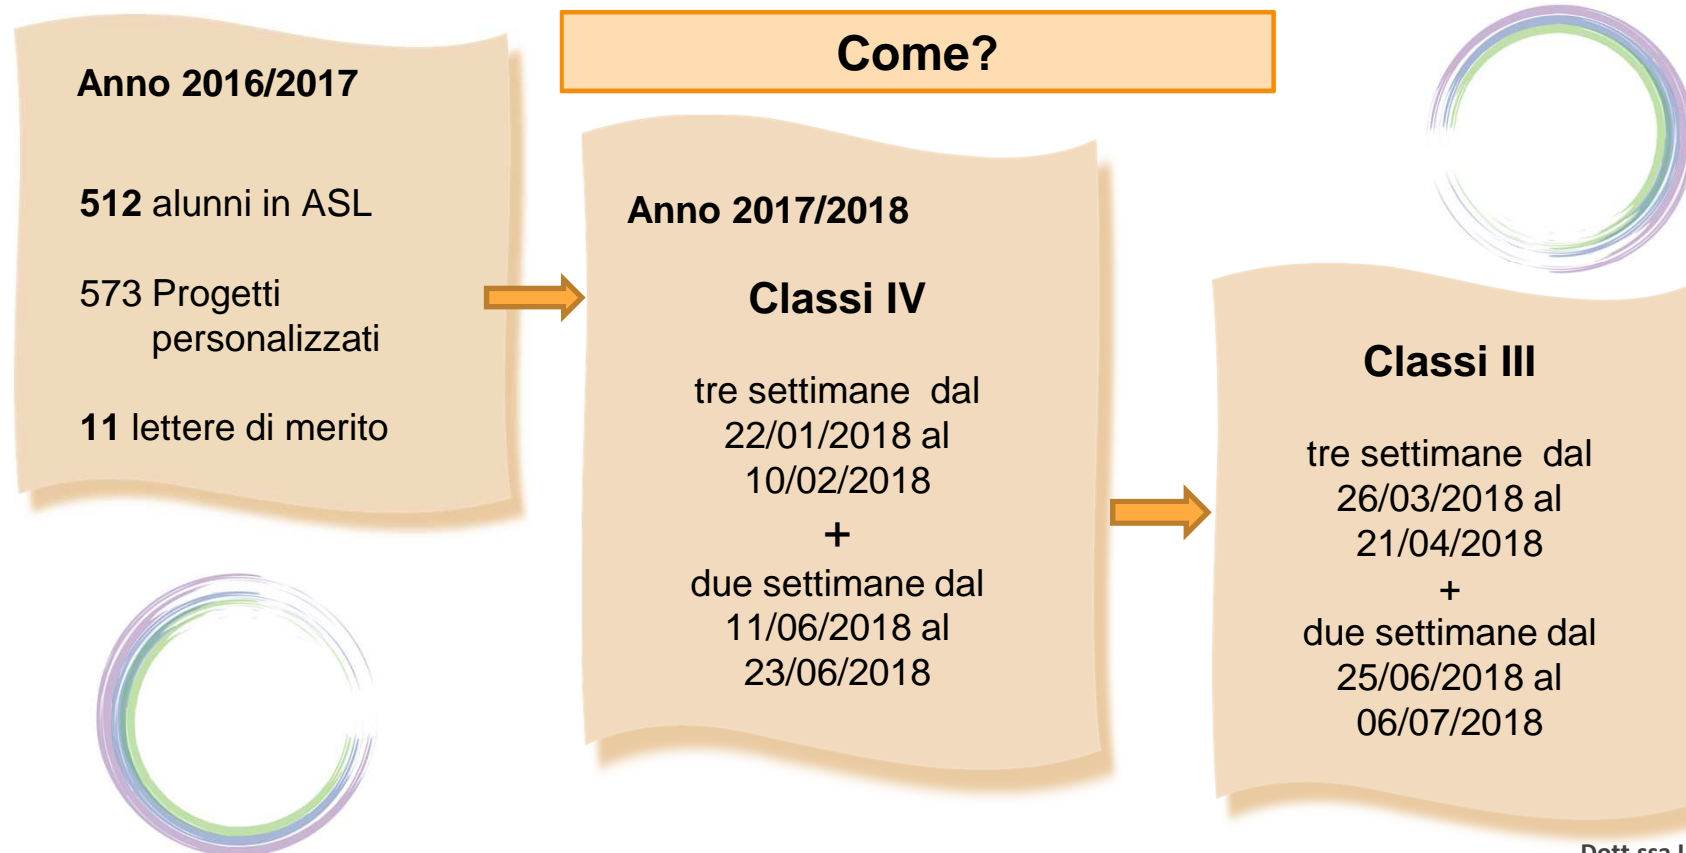 Come?
Anno 2016/2017
512 alunni in ASL
573 Progetti
personalizzati
11 lettere di merito
Anno 2017/2018
Classi IV
tre settimane dal
22/01/2018 al
10/02/2018
+
due settimane dal
11/06/2018 al
23/06/2018
Classi III
tre settimane dal
26/03/2018 al
21/04/2018
+
due settimane dal
25/06/2018 al
06/07/2018